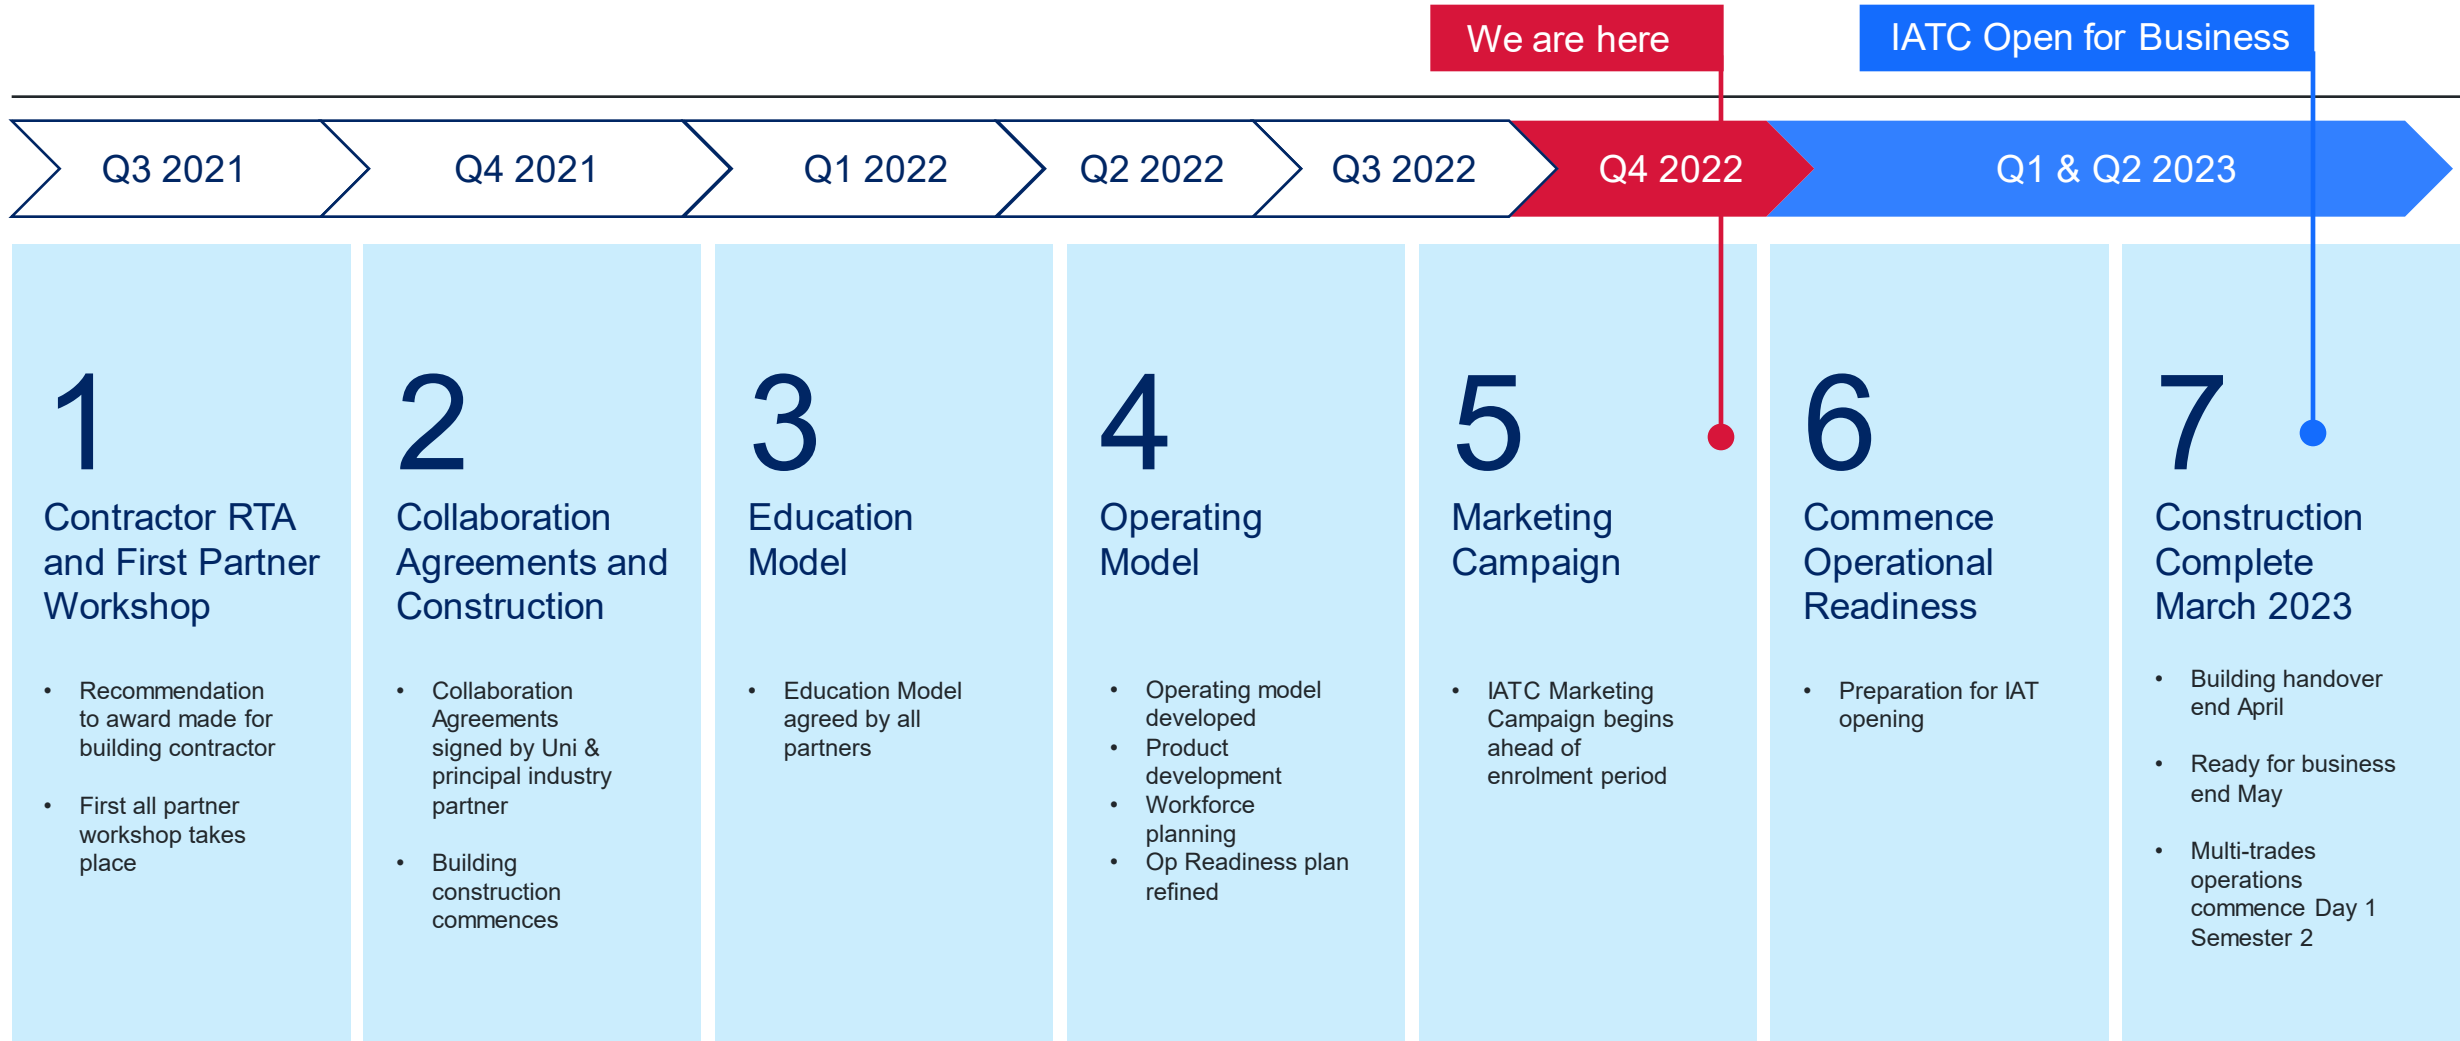 We are here
IATC Open for Business
Q3 2021
Q4 2021
Q1 2022
Q2 2022
Q3 2022
Q4 2022
Q1 & Q2 2023
1
Contractor RTA
and First Partner
Workshop
• Recommendation
to award made for
building contractor
• First all partner
workshop takes
place
2
Collaboration
Agreements and
Construction
• Collaboration
Agreements
signed by Uni &
principal industry
partner
• Building
construction
commences
3
Education
Model
• Education Model
agreed by all
partners
4
Operating
Model
• Operating model
developed
• Product
development
• Workforce
planning
• Op Readiness plan
refined
5
Marketing
Campaign
• IATC Marketing
Campaign begins
ahead of
enrolment period
6
Commence
Operational
Readiness
• Preparation for IAT
opening
7
Construction
Complete
March 2023
• Building handover
end April
• Ready for business
end May
• Multi-trades
operations
commence Day 1
Semester 2